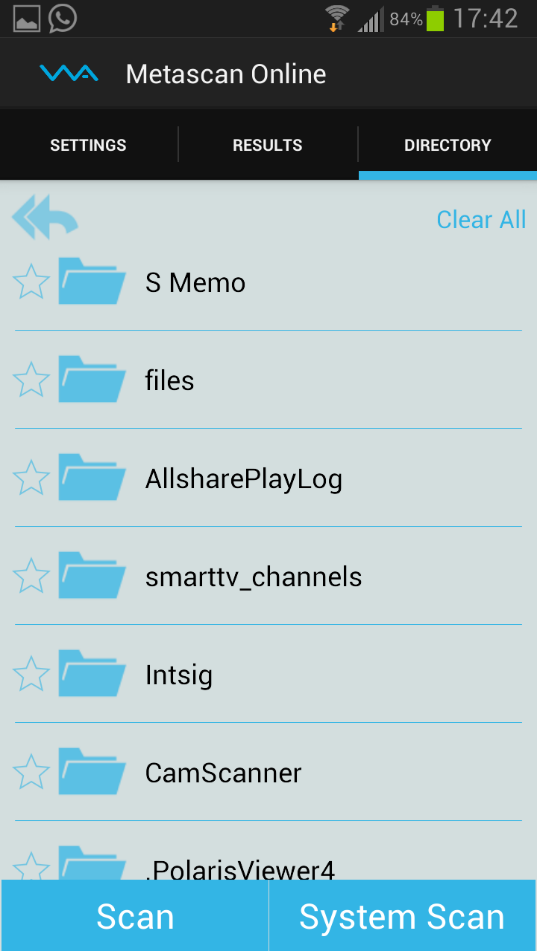 84% 17:42
Metascan Online
SETTINGS RESULTS DIRECTORY
Clear All
S Memo
files
AllsharePlayLog
smarttv_channels
Intsig
CamScanner
.PolarisViewer4
Scan System Scan